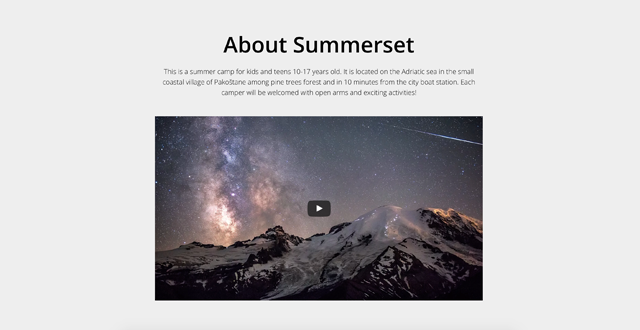 About Summerset
This is a summer camp for kids and teens 10-17 years old. It is located on the Adriatic sea in the small
coastal village of Pakoštane among pine trees forest and in 10 minutes from the city boat station. Each
camper will be welcomed with open arms and exciting activities!